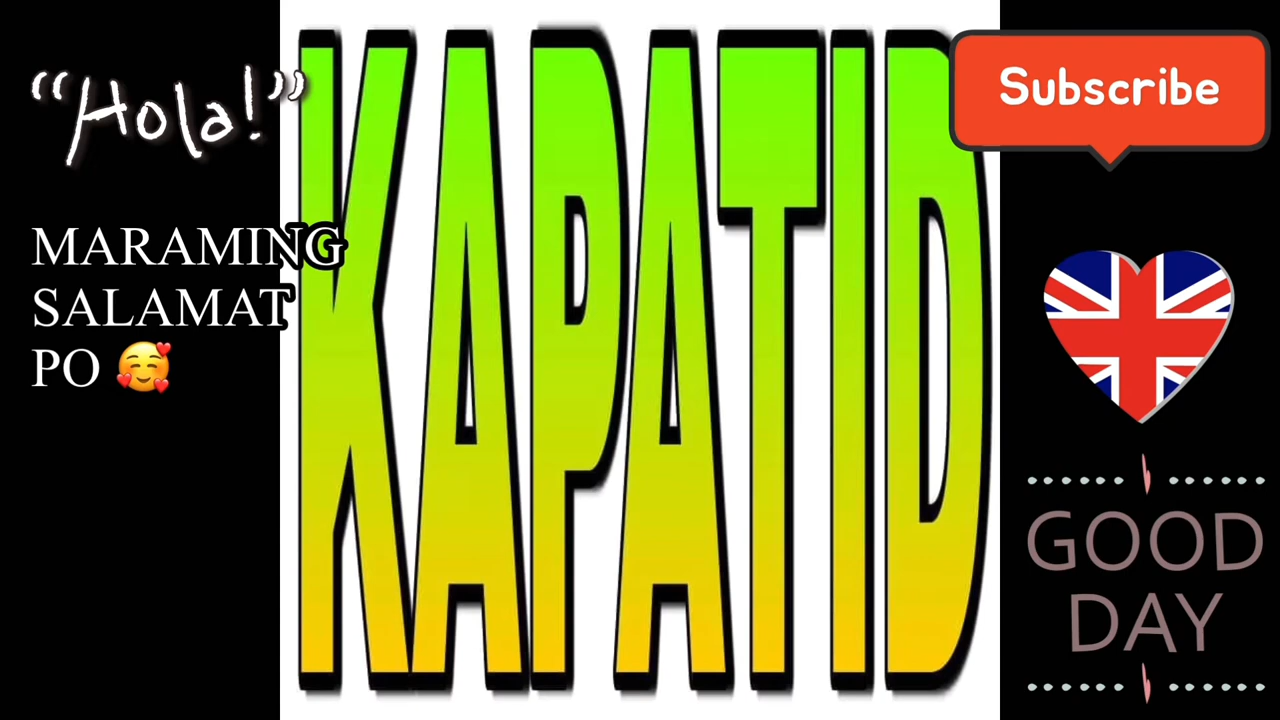 “Hola!”
MARAMING
SALAMAT
PO 🥰
KAPATID
Subscribe
GOOD
DAY